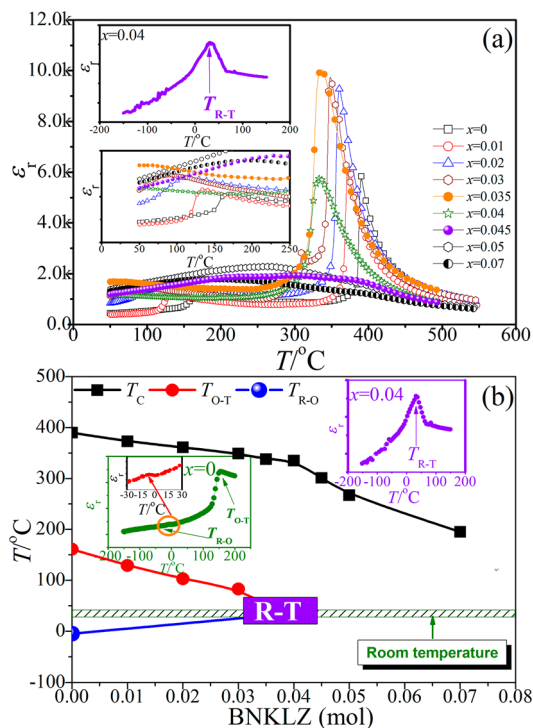 (a)
x=0.04
T_R-T
ε_r
-200 -100 0 100 200
T/°C
ε_r
50 100 150 200 250
T/°C
12.0k
10.0k
8.0k
6.0k
4.0k
2.0k
0.0
ε_r
x=0
x=0.01
x=0.02
x=0.03
x=0.035
x=0.04
x=0.045
x=0.05
x=0.07
0 100 200 300 400 500 600
T/°C
T_C T_O-T T_R-O
(b)
x=0.04
ε_r
T_R-T
-150 0 150
T/°C
x=0
ε_r
-30 -15 0 15 30
T/°C
ε_r
T_O-T
T_R-O
-200 -100 0 100 200
T/°C
500
400
300
200
100
0
-100
T/°C
R-T
Room temperature
0.00 0.01 0.02 0.03 0.04 0.05 0.06 0.07 0.08
BNKLZ (mol)